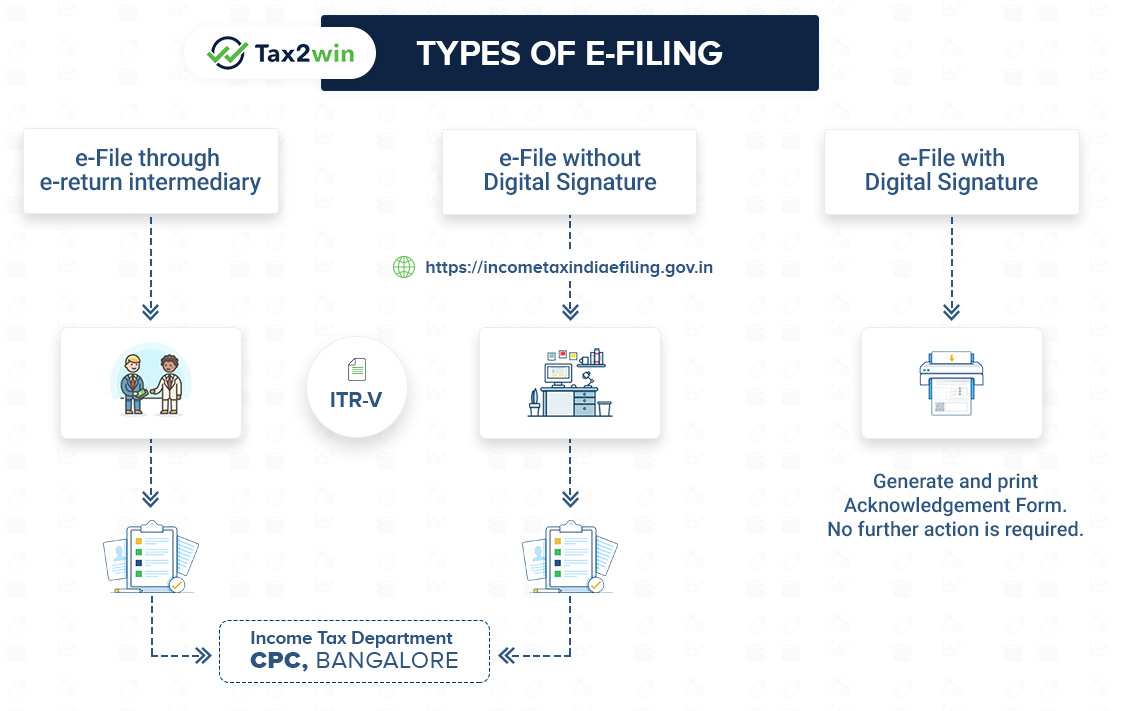 Tax2win
TYPES OF E-FILING
e-File through
e-return intermediary
e-File without
Digital Signature
e-File with
Digital Signature
https://incometaxindiaefiling.gov.in
ITR-V
Generate and print
Acknowledgement Form.
No further action is required.
Income Tax Department
CPC, BANGALORE